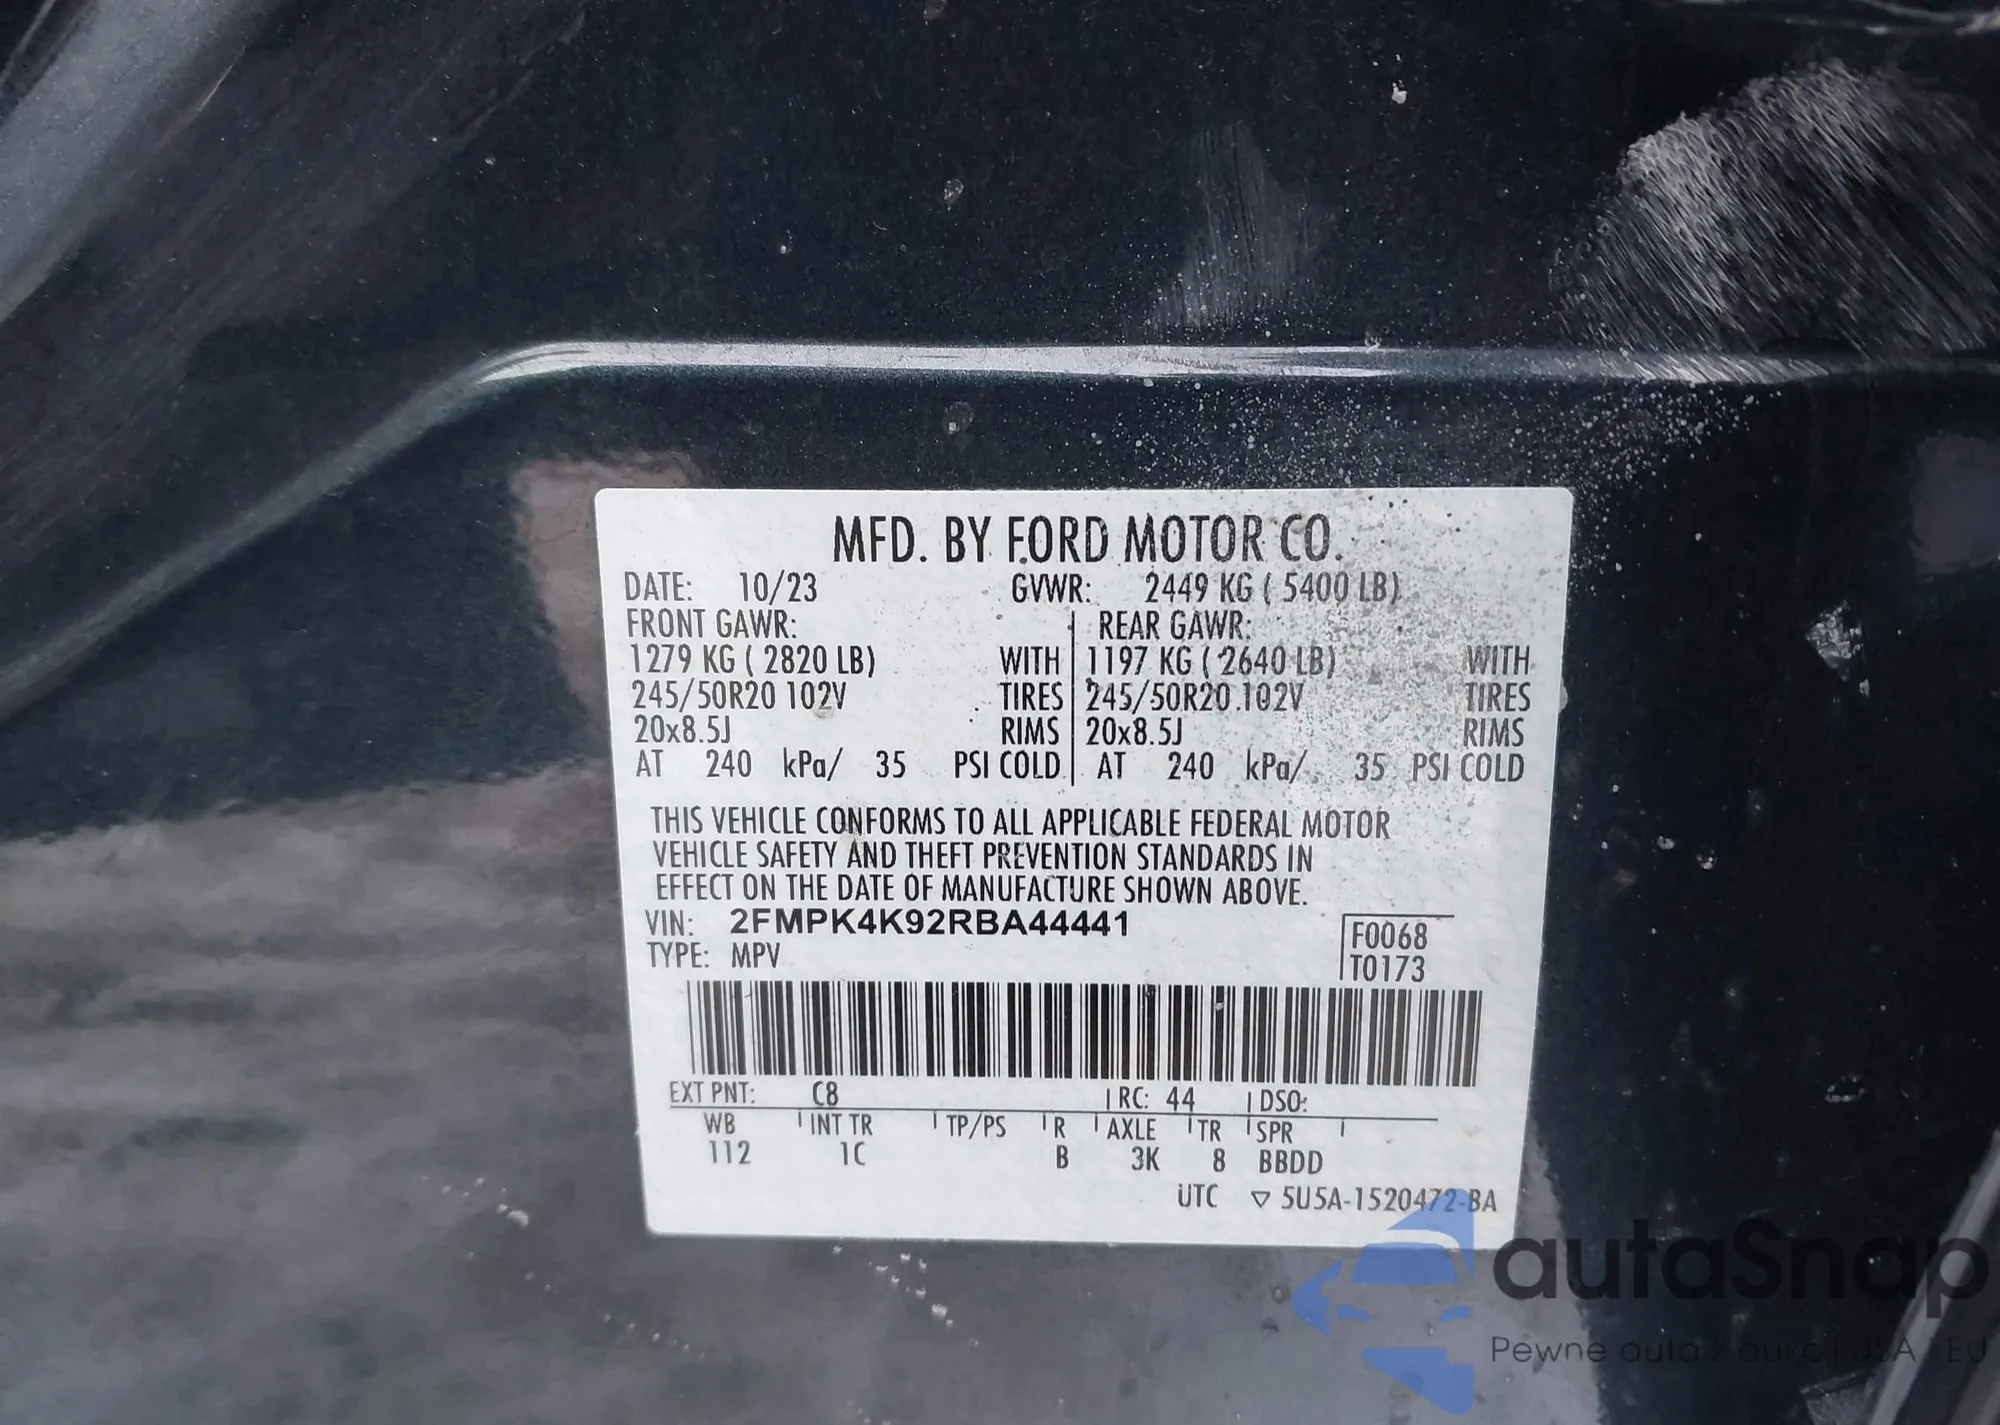 MFD. BY FORD MOTOR CO.
DATE: 10/23 GVWR: 2449 KG ( 5400 LB)
FRONT GAWR: REAR GAWR:
1279 KG ( 2820 LB) WITH 1197 KG ( 2640 LB) WITH
245/50R20 102V TIRES 245/50R20 102V TIRES
20x8.5J RIMS 20x8.5J RIMS
AT 240 kPa/ 35 PSI COLD AT 240 kPa/ 35 PSI COLD
THIS VEHICLE CONFORMS TO ALL APPLICABLE FEDERAL MOTOR
VEHICLE SAFETY AND THEFT PREVENTION STANDARDS IN
EFFECT ON THE DATE OF MANUFACTURE SHOWN ABOVE.
VIN: 2FMPK4K92RBA44441
F0068
TYPE: MPV
T0173
EXT PNT: C8 RC: 44 DSO:
WB INT TR TP/PS R AXLE TR SPR
112 1C B 3K 8 BBDD
UTC ▽ 5U5A-1520472-BA
autaSnap
Pewne auta z aukcji USA i EU